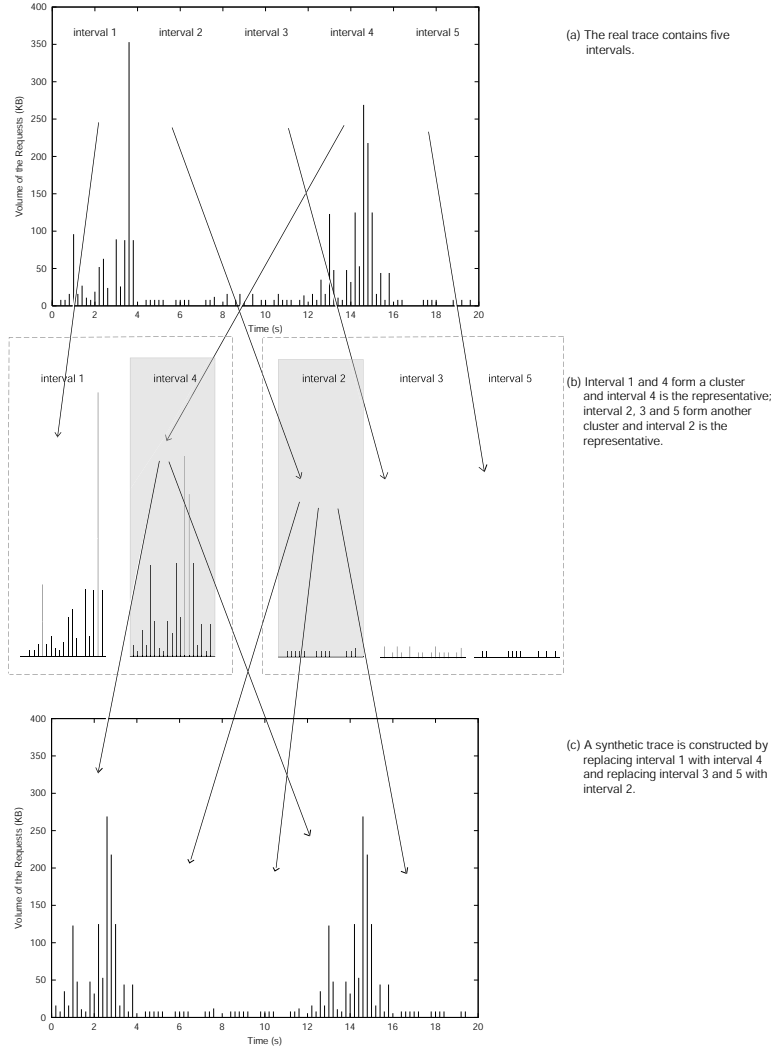 400
350
300
250
200
150
100
50
0
Volume of the Requests (KB)
interval 1 interval 2 interval 3 interval 4 interval 5
0 2 4 6 8 10 12 14 16 18 20
Time (s)
(a) The real trace contains five
intervals.
interval 1 interval 4 interval 2 interval 3 interval 5
(b) Interval 1 and 4 form a cluster
and interval 4 is the representative;
interval 2, 3 and 5 form another
cluster and interval 2 is the
representative.
400
350
300
250
200
150
100
50
0
Volume of the Requests (KB)
0 2 4 6 8 10 12 14 16 18 20
Time (s)
(c) A synthetic trace is constructed by
replacing interval 1 with interval 4
and replacing interval 3 and 5 with
interval 2.